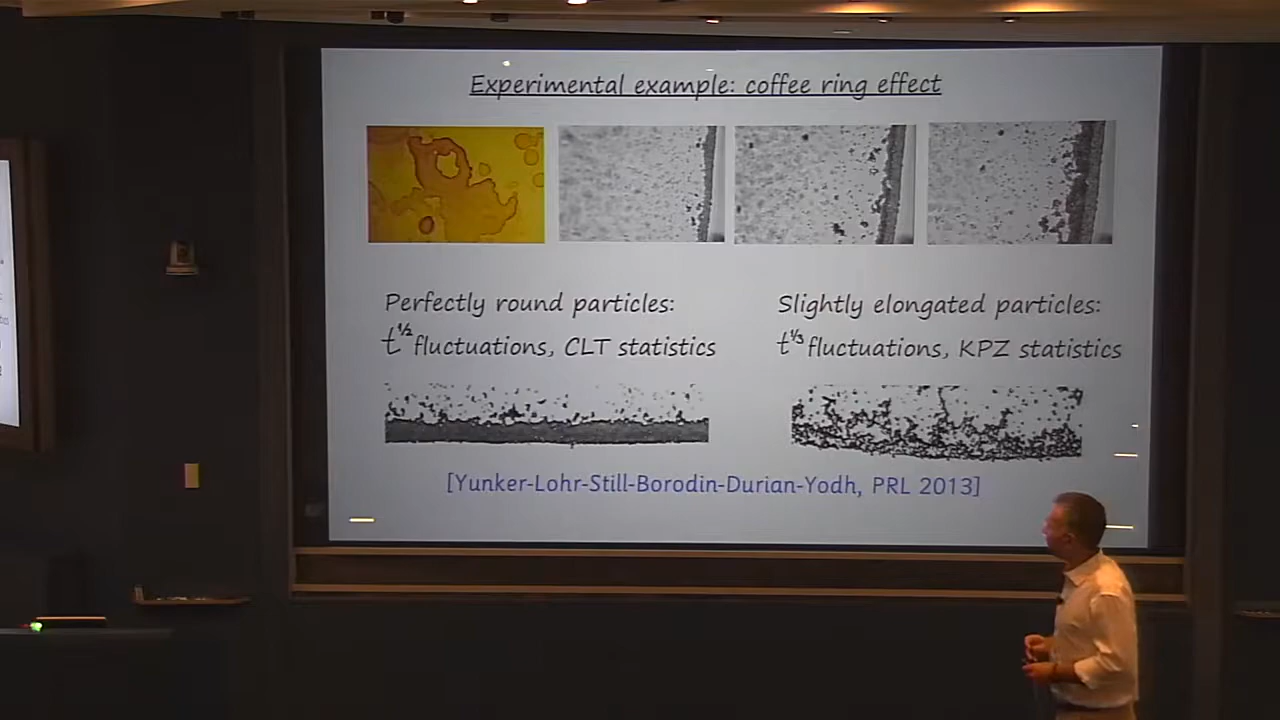 Experimental example: coffee ring effect
Perfectly round particles:
t^1/2 fluctuations, CLT statistics
Slightly elongated particles:
t^1/3 fluctuations, KPZ statistics
[Yunker-Lohr-Still-Borodin-Durian-Yodh, PRL 2013]